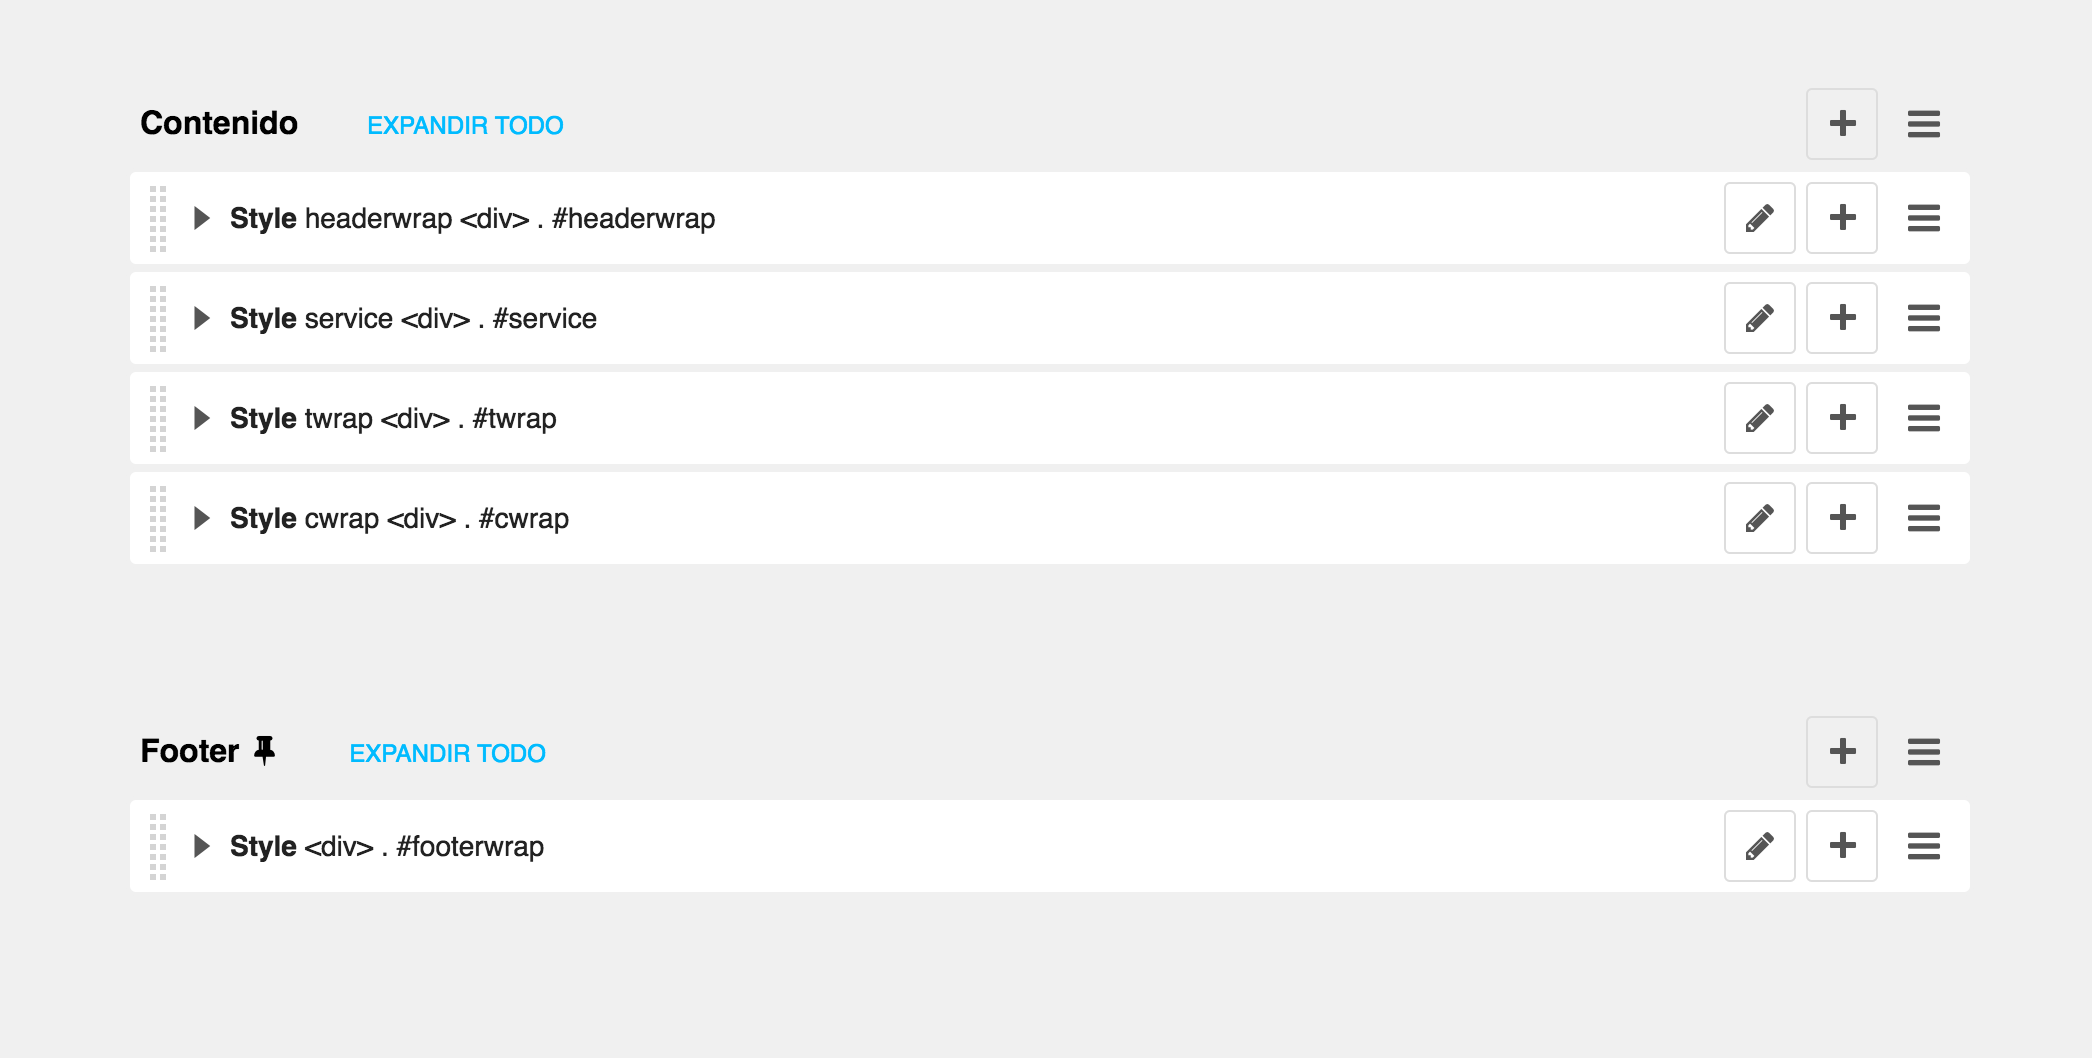 Contenido EXPANDIR TODO
Style headerwrap <div> . #headerwrap
Style service <div> . #service
Style twrap <div> . #twrap
Style cwrap <div> . #cwrap
Footer EXPANDIR TODO
Style <div> . #footerwrap